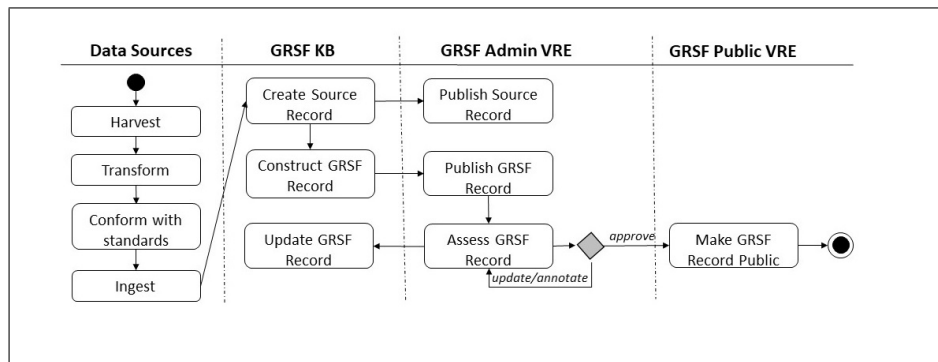 Data Sources
GRSF KB
GRSF Admin VRE
GRSF Public VRE
Harvest
Transform
Conform with
standards
Ingest
Create Source
Record
Construct GRSF
Record
Update GRSF
Record
Publish Source
Record
Publish GRSF
Record
Assess GRSF
Record
approve
update/annotate
Make GRSF
Record Public